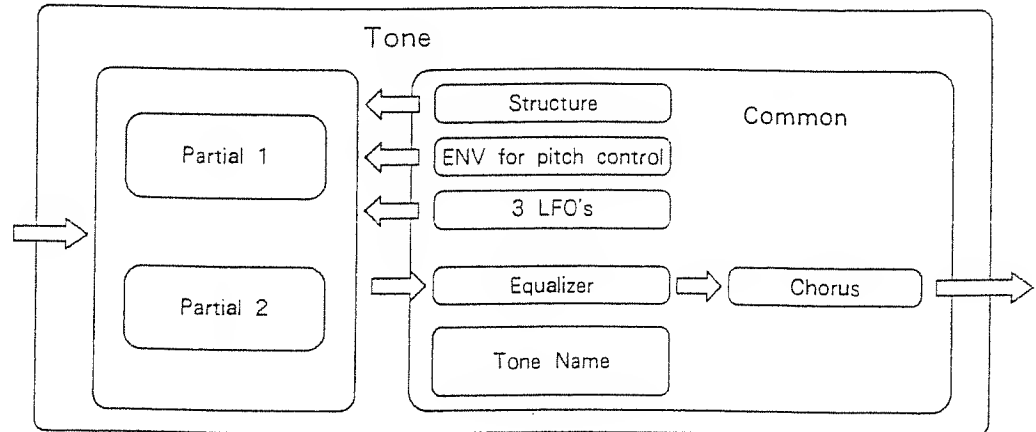 Tone
Partial 1
Partial 2
Structure
ENV for pitch control
3 LFO's
Equalizer
Tone Name
Common
Chorus